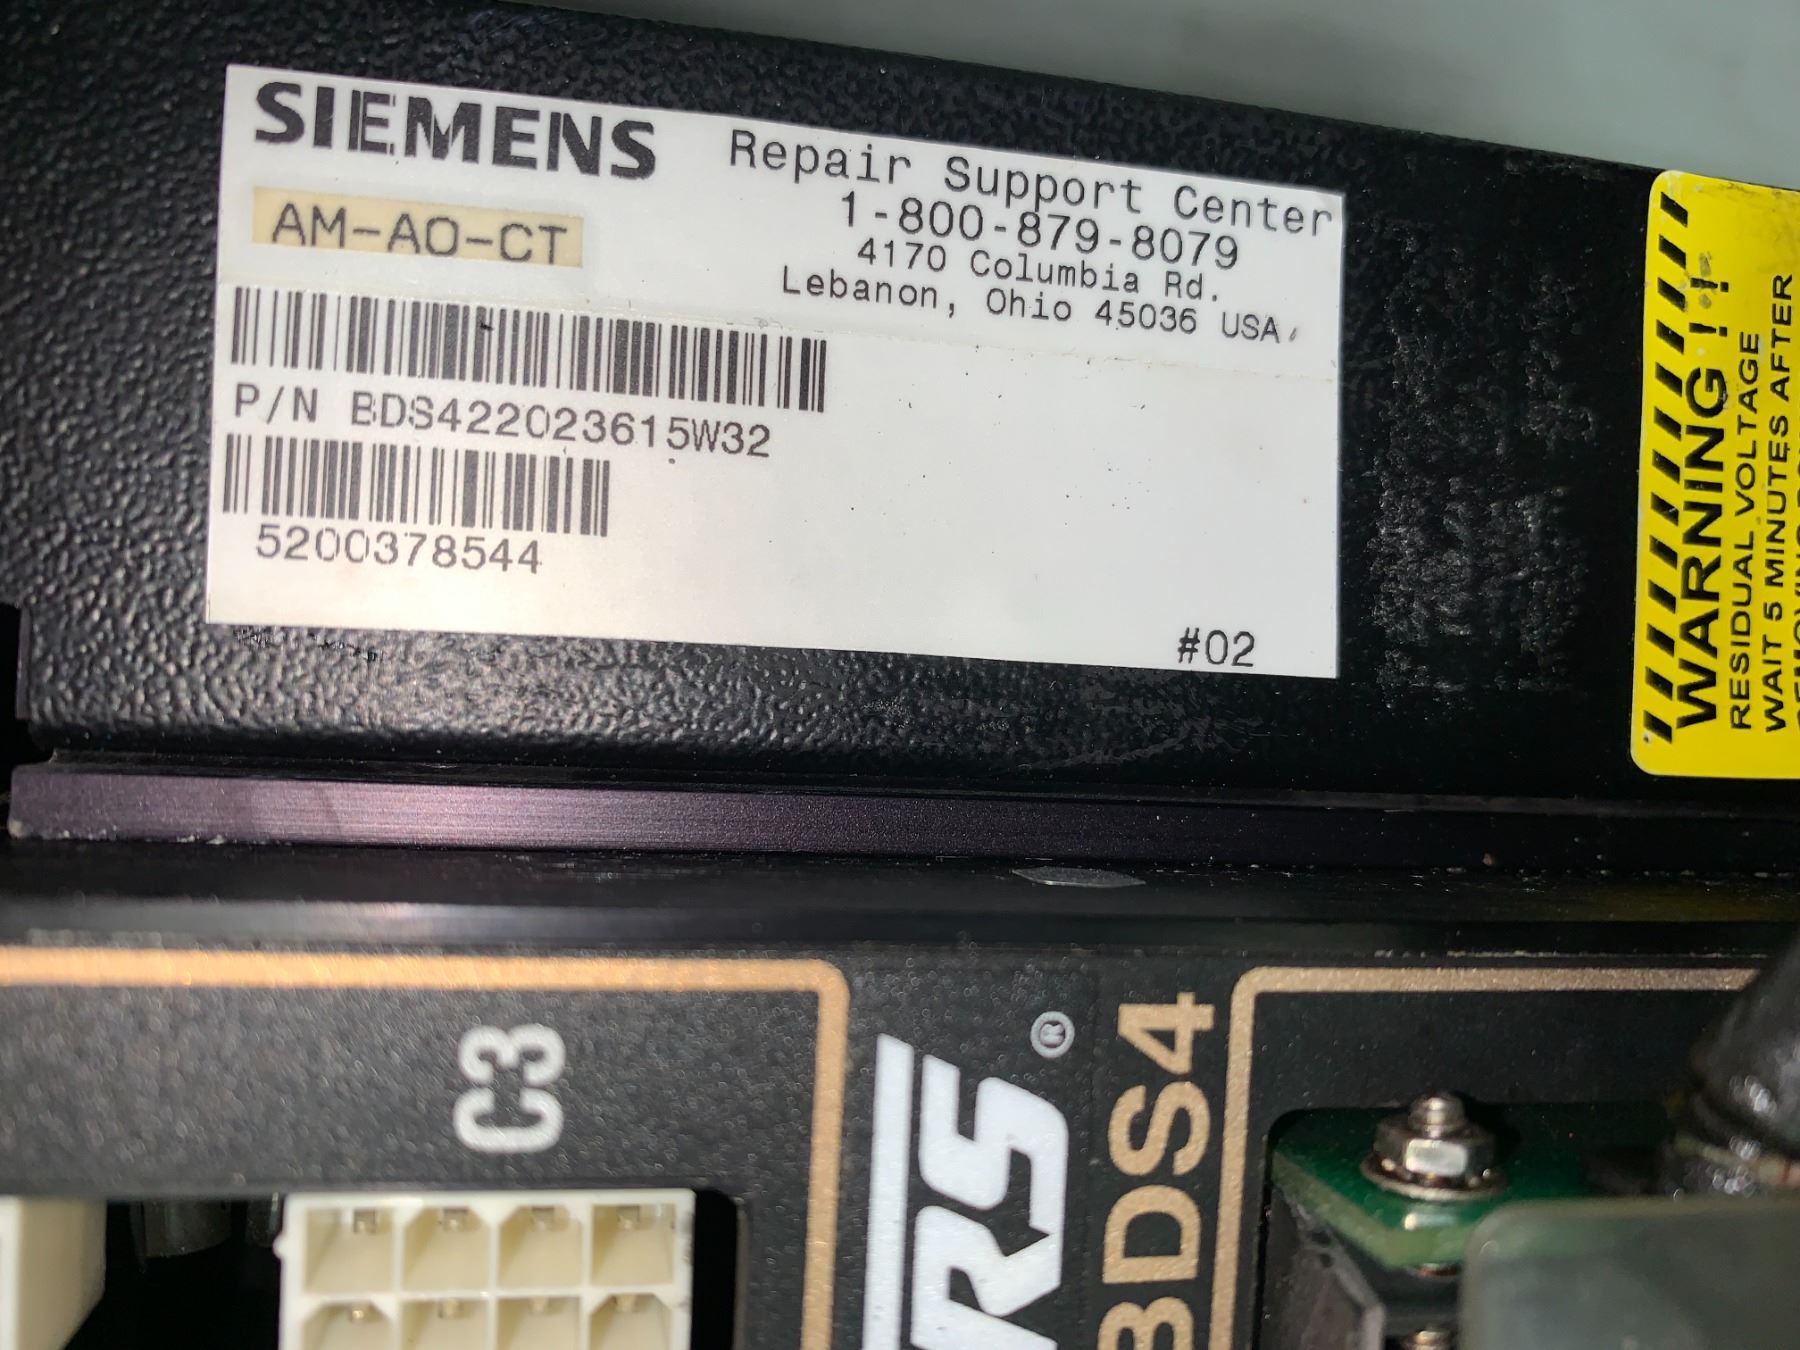 SIEMENS
Repair Support Center
1-800-879-8079
4170 Columbia Rd.
Lebanon, Ohio 45036 USA
AM-AO-CT
P/N BDS422023615W32
5200378544
#02
WARNING!
RESIDUAL VOLTAGE
WAIT 5 MINUTES AFTER
C3
RS®
BDS4